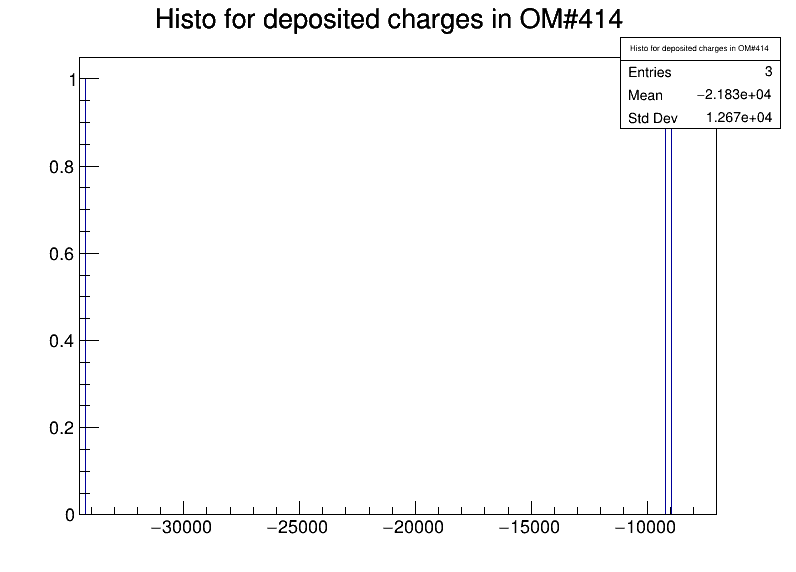 Histo for deposited charges in OM#414
Histo for deposited charges in OM#414
Entries 3
Mean −2.183e+04
Std Dev 1.267e+04
1
0.8
0.6
0.4
0.2
0
−30000 −25000 −20000 −15000 −10000